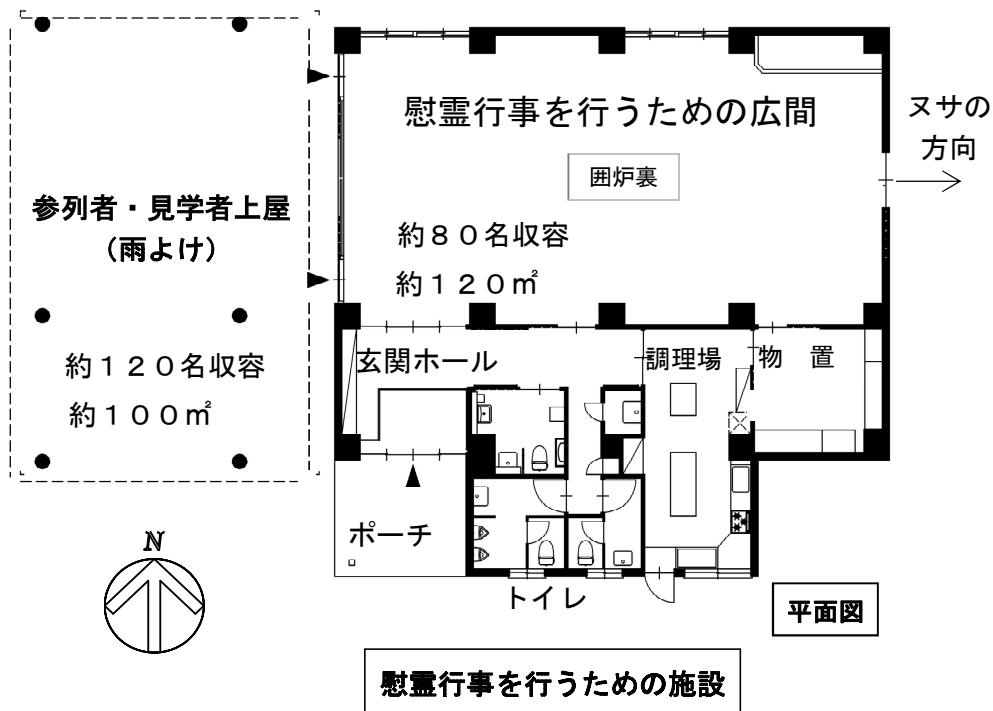 慰霊行事を行うための広間
ヌサの
方向
囲炉裏
参列者・見学者上屋
(雨よけ)
約８０名収容
約１２０㎡
玄関ホール
調理場
物 置
約１２０名収容
約１００㎡
ポーチ
N
トイレ
平面図
慰霊行事を行うための施設